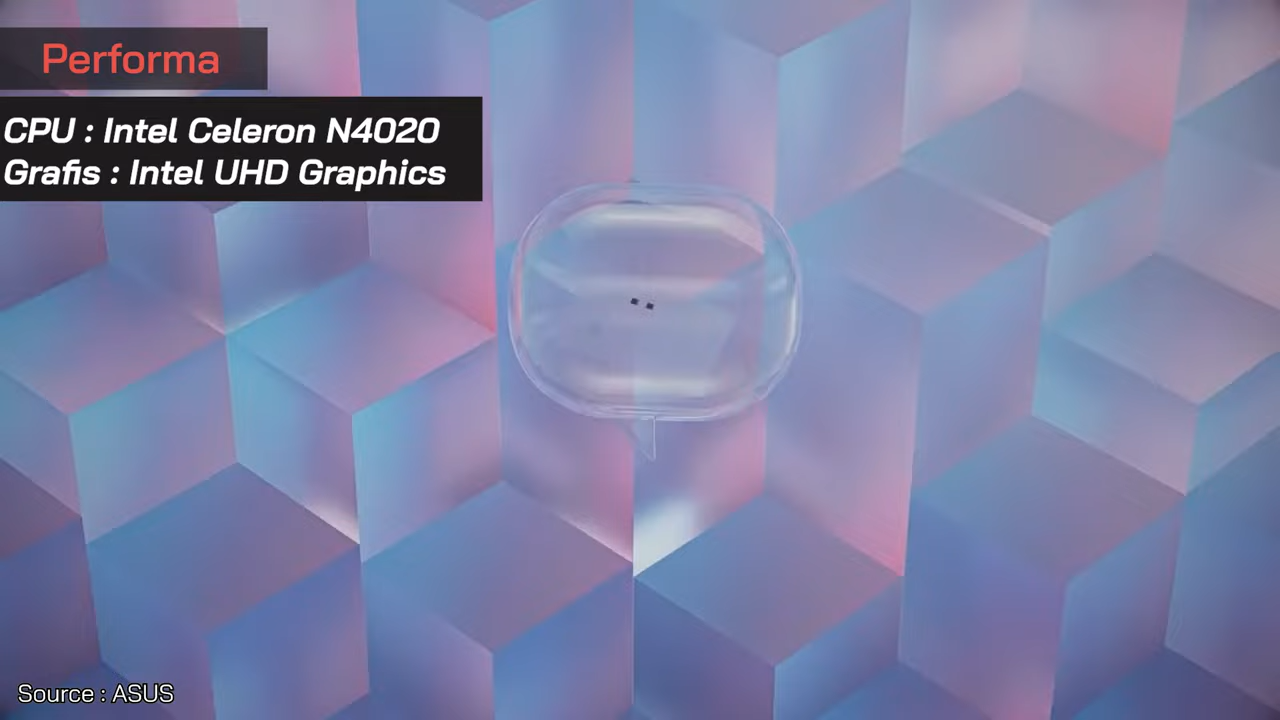 Performa
CPU : Intel Celeron N4020
Grafis : Intel UHD Graphics
Source : ASUS